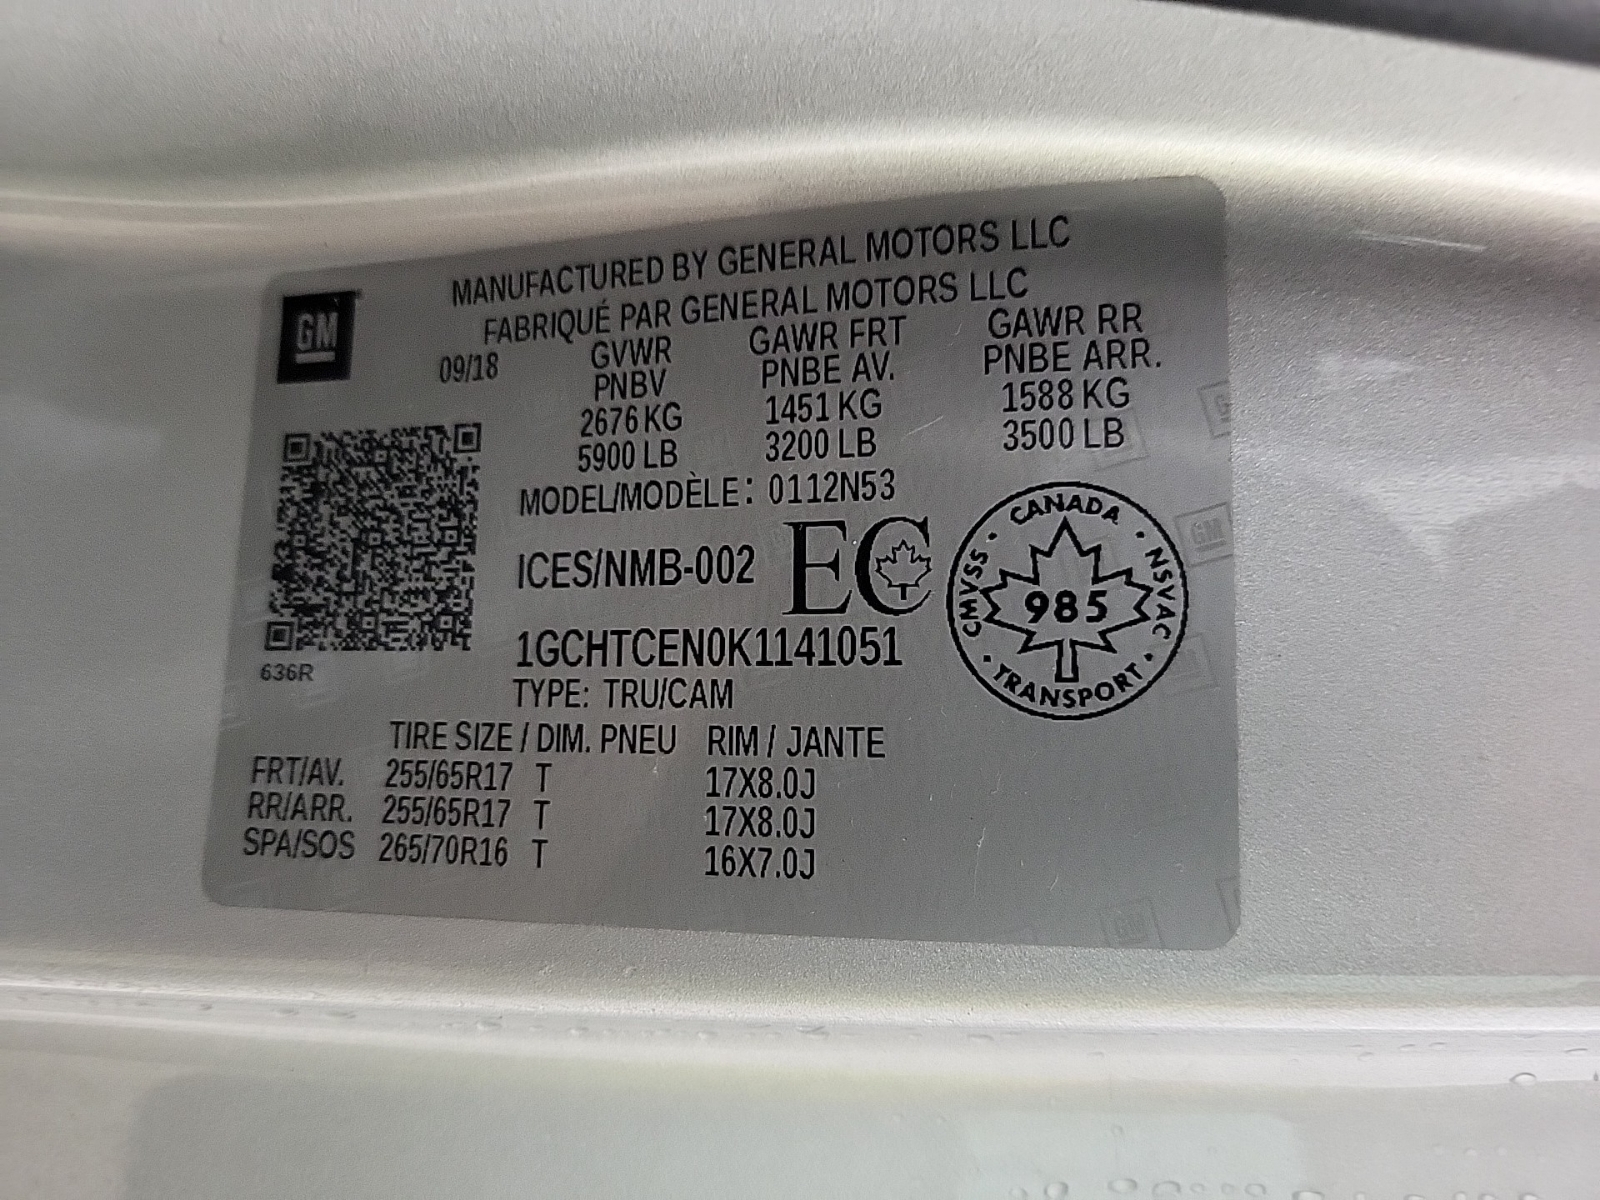 GM
MANUFACTURED BY GENERAL MOTORS LLC
FABRIQUÉ PAR GENERAL MOTORS LLC
09/18
GVWR GAWR FRT GAWR RR
PNBV PNBE AV. PNBE ARR.
2676 KG 1451 KG 1588 KG
5900 LB 3200 LB 3500 LB
MODEL/MODÈLE: 0112N53
ICES/NMB-002 EC
CANADA
CMVSS 985 NSVAC
TRANSPORT
1GCHTCEN0K1141051
636R
TYPE: TRU/CAM
TIRE SIZE / DIM. PNEU RIM / JANTE
FRT/AV. 255/65R17 T 17X8.0J
RR/ARR. 255/65R17 T 17X8.0J
SPA/SOS 265/70R16 T 16X7.0J
GM
GM